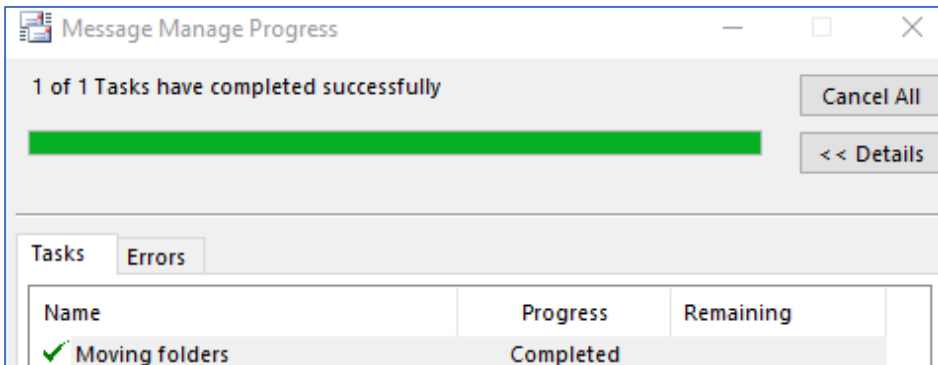 Message Manage Progress
1 of 1 Tasks have completed successfully
Cancel All
<< Details
Tasks Errors
Name Progress Remaining
Moving folders Completed